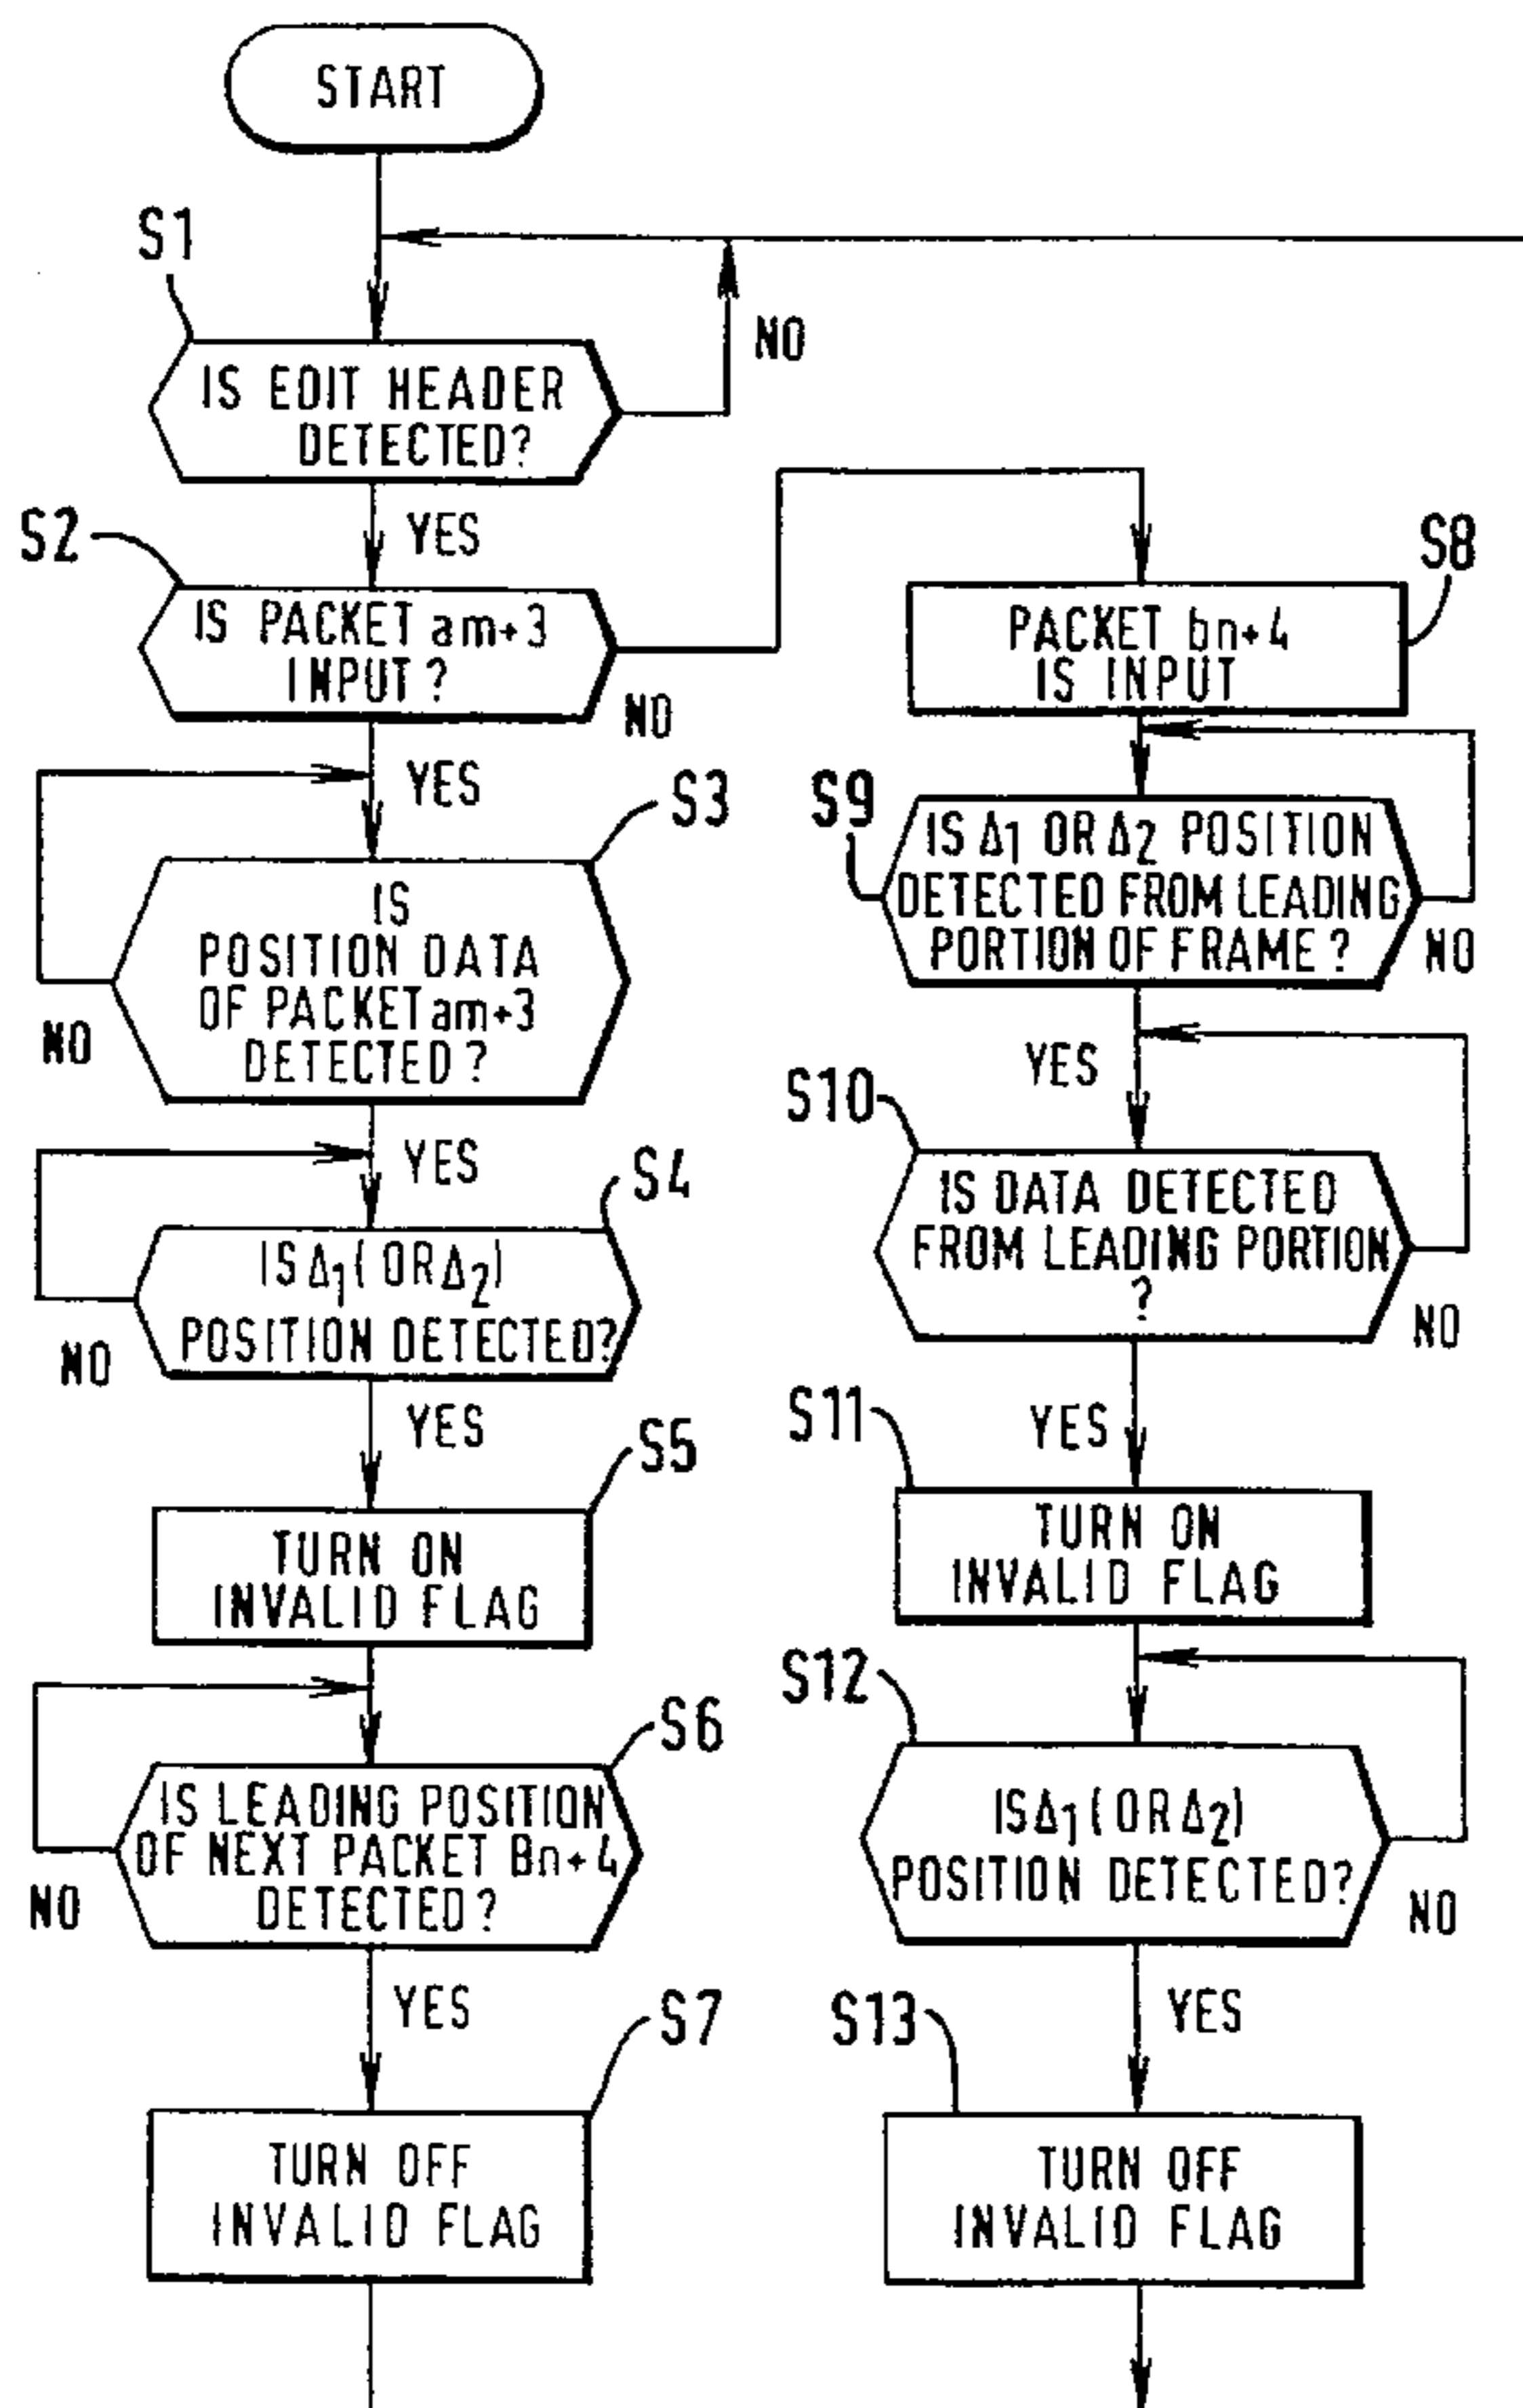 START
S1
IS EDIT HEADER
DETECTED?
NO
YES
S2
IS PACKET am+3
INPUT?
NO
YES
S3
IS
POSITION DATA
OF PACKET am+3
DETECTED?
NO
YES
S4
IS Δ1 (OR Δ2)
POSITION DETECTED?
NO
YES
S5
TURN ON
INVALID FLAG
S6
IS LEADING POSITION
OF NEXT PACKET Bn+4
DETECTED?
NO
YES
S7
TURN OFF
INVALID FLAG
S8
PACKET bn+4
IS INPUT
S9
IS Δ1 OR Δ2 POSITION
DETECTED FROM LEADING
PORTION OF FRAME?
NO
YES
S10
IS DATA DETECTED
FROM LEADING PORTION
?
NO
YES
S11
TURN ON
INVALID FLAG
S12
IS Δ1 (OR Δ2)
POSITION DETECTED?
NO
YES
S13
TURN OFF
INVALID FLAG